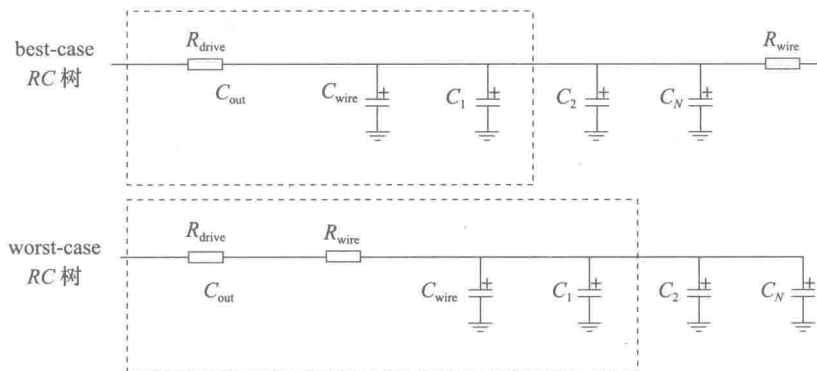 best-case
RC 树
R_drive
C_out
C_wire
C_1
C_2
C_N
R_wire
+
+
+
+
worst-case
RC 树
R_drive
R_wire
C_out
C_wire
C_1
C_2
C_N
+
+
+
+